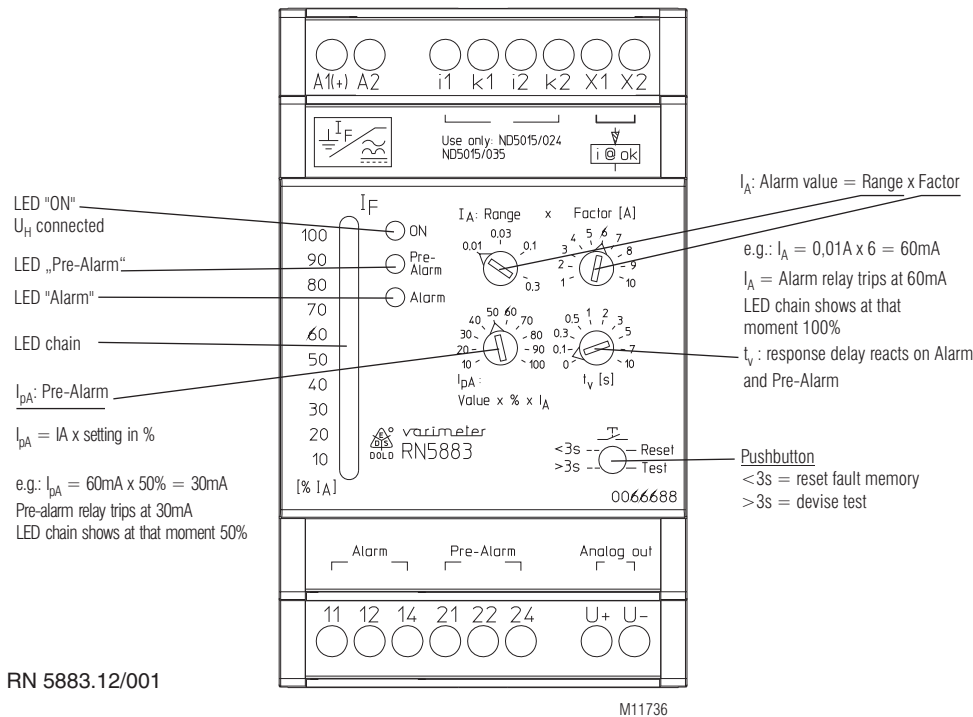 A1(+) A2 i1 k1 i2 k2 X1 X2
IF
Use only: ND5015/024
ND5015/035
i @ ok
LED "ON"
UH connected
LED „Pre-Alarm“
LED "Alarm"
LED chain
IpA: Pre-Alarm
IpA = IA x setting in %
e.g.: IpA = 60mA x 50% = 30mA
Pre-alarm relay trips at 30mA
LED chain shows at that moment 50%
IF
100
90
80
70
60
50
40
30
20
10
[% IA]
ON
Pre-
Alarm
Alarm
IA: Range x Factor [A]
0.01 0.03 0.1 0.3
1 2 3 4 5 6 7 8 9 10
10 20 30 40 50 60 70 80 90 100
IpA :
Value x % x IA
0 0.1 0.3 0.5 1 2 3 5 7 10
tv [s]
E
D S
DOLD
varimeter
RN5883
<3s Reset
>3s Test
0066688
IA: Alarm value = Range x Factor
e.g.: IA = 0,01A x 6 = 60mA
IA = Alarm relay trips at 60mA
LED chain shows at that
moment 100%
tv : response delay reacts on Alarm
and Pre-Alarm
Pushbutton
<3s = reset fault memory
>3s = devise test
Alarm Pre-Alarm Analog out
11 12 14 21 22 24 U+ U-
RN 5883.12/001
M11736